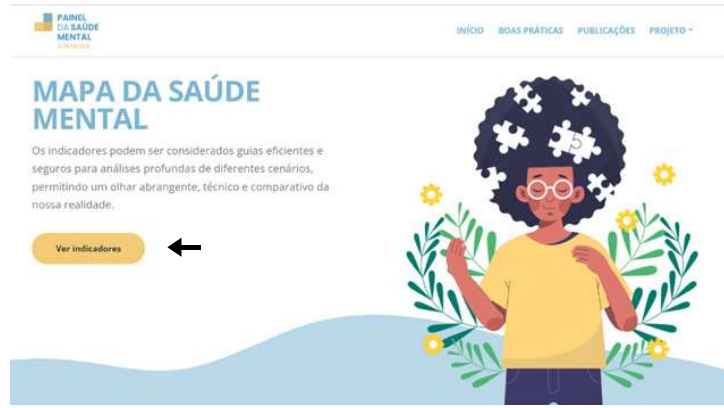 PAINEL
DA SAÚDE
MENTAL
FORTALEZA
INÍCIO BOAS PRÁTICAS PUBLICAÇÕES PROJETO
MAPA DA SAÚDE
MENTAL
Os indicadores podem ser considerados guias eficientes e
seguros para análises profundas de diferentes cenários,
permitindo um olhar abrangente, técnico e comparativo da
nossa realidade.
Ver indicadores